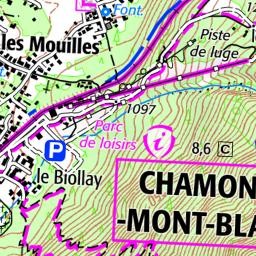 Font.
les Mouilles
Piste
de luge
1097
Parc
de loisirs
i
8,6 C
P
le Biollay
CHAMON
-MONT-BLA